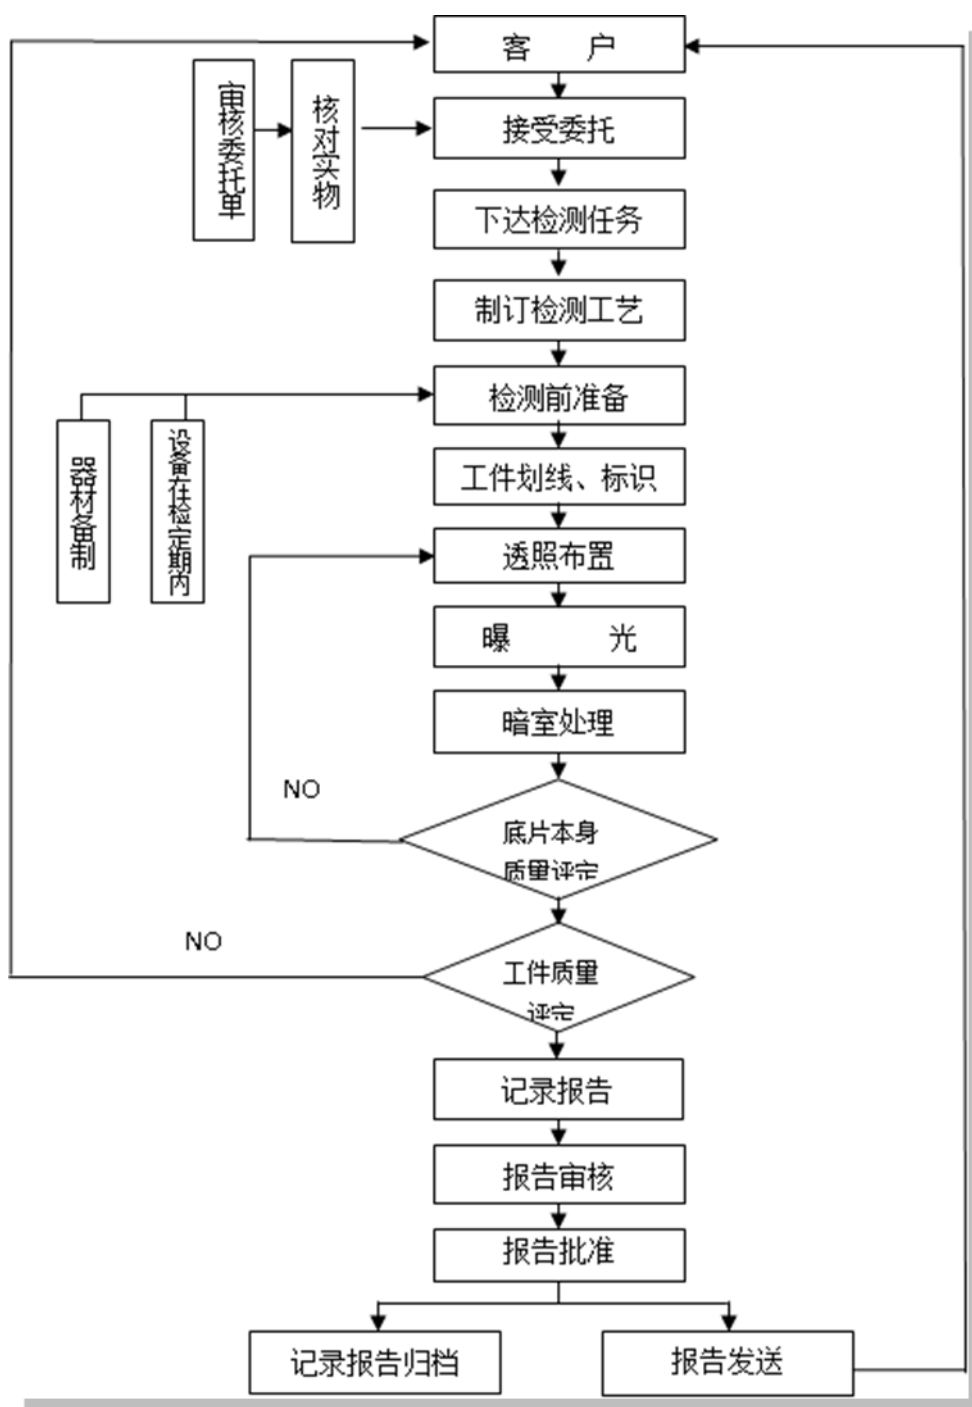 客 户
审核委托单
核对实物
接受委托
下达检测任务
制订检测工艺
检测前准备
器材备制
设备在检定期内
工件划线、标识
透照布置
曝 光
暗室处理
NO
底片本身
质量评定
NO
工件质量
评定
记录报告
报告审核
报告批准
记录报告归档
报告发送